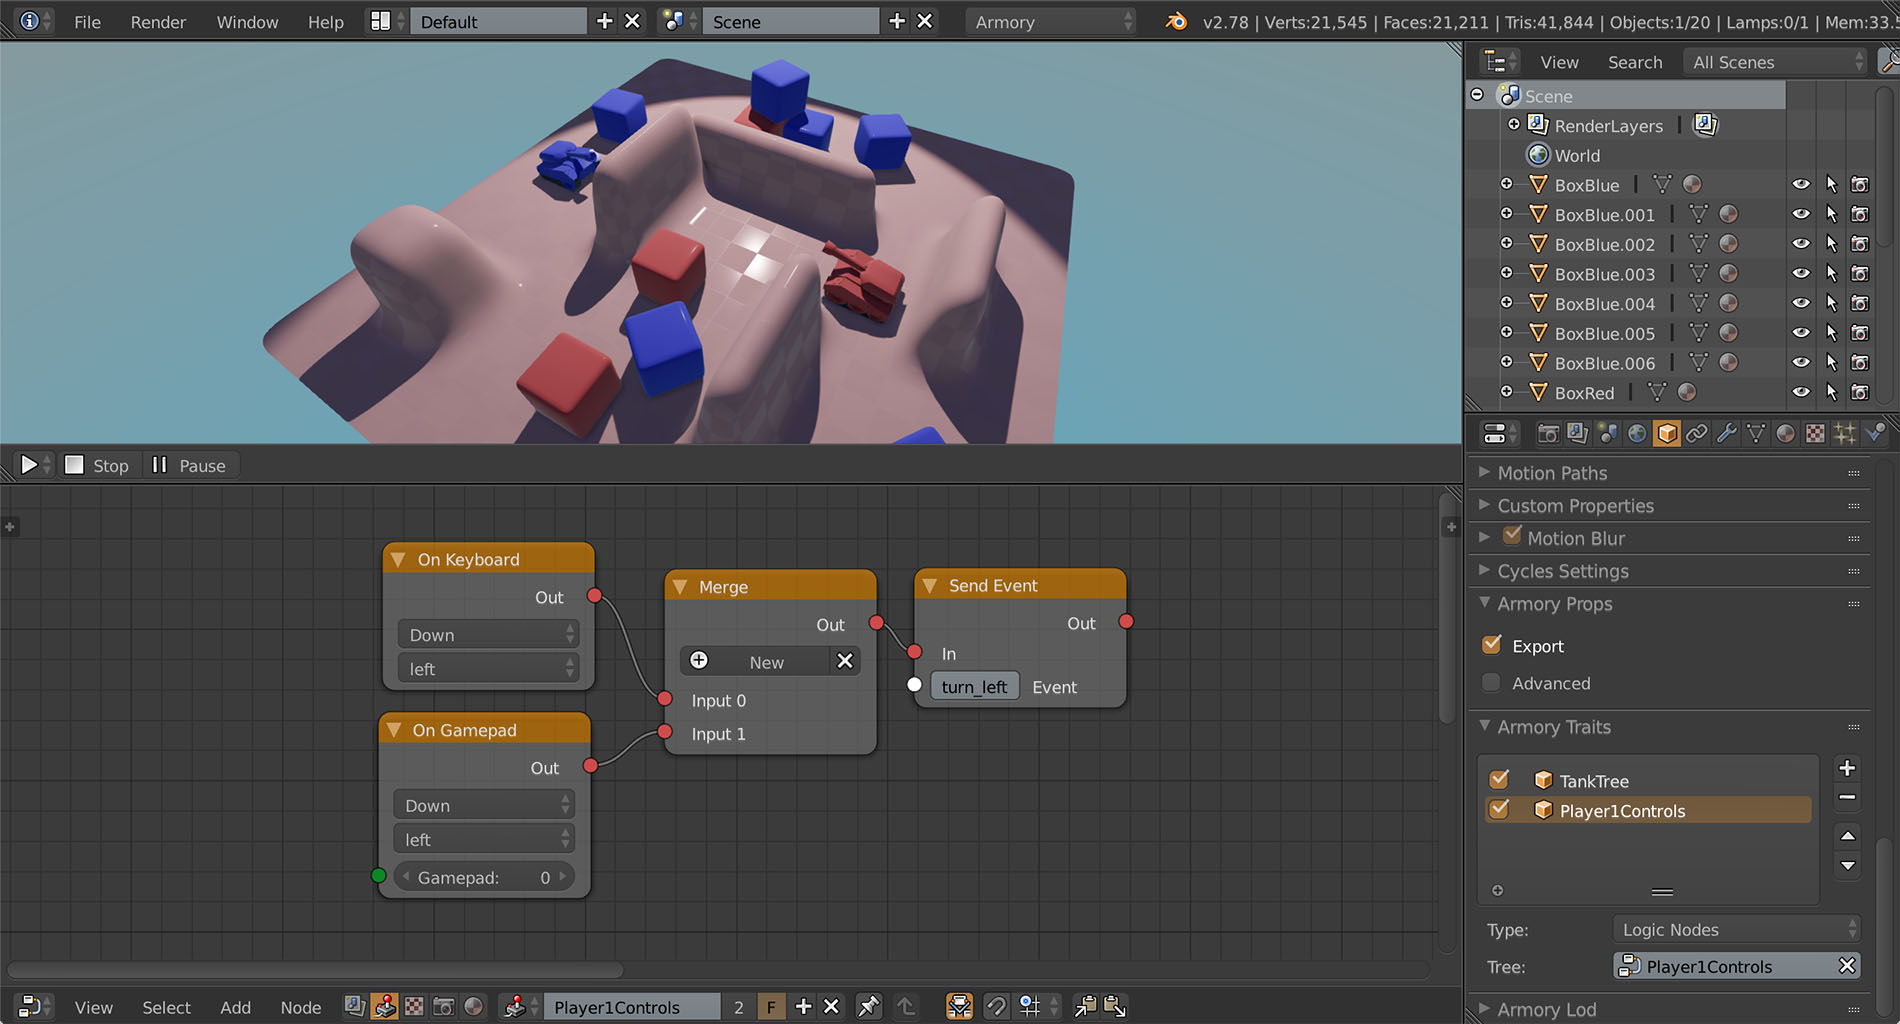 File Render Window Help Default Scene Armory v2.78 | Verts:21,545 | Faces:21,211 | Tris:41,844 | Objects:1/20 | Lamps:0/1 | Mem:33.
View Search All Scenes
Scene
RenderLayers
World
BoxBlue
BoxBlue.001
BoxBlue.002
BoxBlue.003
BoxBlue.004
BoxBlue.005
BoxBlue.006
BoxRed
Stop Pause
On Keyboard
Out
Down
left
On Gamepad
Out
Down
left
Gamepad: 0
Merge
Out
New
Input 0
Input 1
Send Event
Out
In
turn_left Event
Motion Paths
Custom Properties
Motion Blur
Cycles Settings
Armory Props
Export
Advanced
Armory Traits
TankTree
Player1Controls
Type: Logic Nodes
Tree: Player1Controls
Armory Lod
View Select Add Node Player1Controls 2 F